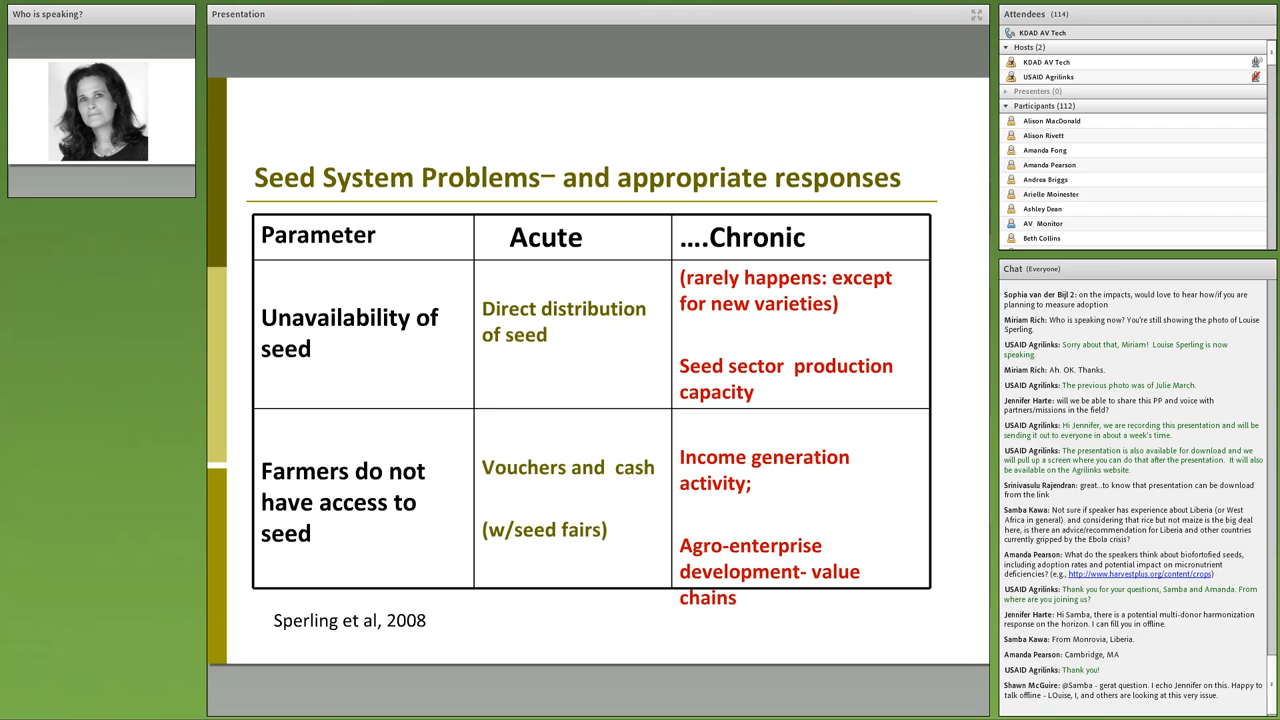 Who is speaking?
Presentation
Seed System Problems– and appropriate responses
Parameter
Acute
….Chronic
Unavailability of
seed
Direct distribution
of seed
(rarely happens: except
for new varieties)
Seed sector production
capacity
Farmers do not
have access to
seed
Vouchers and cash
(w/seed fairs)
Income generation
activity;
Agro-enterprise
development- value
chains
Sperling et al, 2008
Attendees (114)
KDAD AV Tech
Hosts (2)
KDAD AV Tech
USAID Agrilinks
Presenters (0)
Participants (112)
Alison MacDonald
Alison Rivett
Amanda Fong
Amanda Pearson
Andrea Briggs
Arielle Moinester
Ashley Dean
AV Monitor
Beth Collins
Chat (Everyone)
Sophia van der Bijl 2: on the impacts, would love to hear how/if you are
planning to measure adoption
Miriam Rich: Who is speaking now? You're still showing the photo of Louise
Sperling.
USAID Agrilinks: Sorry about that, Miriam! Louise Sperling is now
speaking.
Miriam Rich: Ah. OK. Thanks.
USAID Agrilinks: The previous photo was of Julie March.
Jennifer Harte: will we be able to share this PP and voice with
partners/missions in the field?
USAID Agrilinks: Hi Jennifer, we are recording this presentation and will be
sending it out to everyone in about a week's time.
USAID Agrilinks: The presentation is also available for download and we
will pull up a screen where you can do that after the presentation. It will also
be available on the Agrilinks website.
Srinivasulu Rajendran: great...to know that presentation can be download
from the link
Samba Kawa: Not sure if speaker has experience about Liberia (or West
Africa in general) and considering that rice but not maize is the big deal
here, is there an advice/recommendation for Liberia and other countries
currently gripped by the Ebola crisis?
Amanda Pearson: What do the speakers think about biofortofied seeds,
including adoption rates and potential impact on micronutrient
deficiencies? (e.g., http://www.harvestplus.org/content/crops)
USAID Agrilinks: Thank you for your questions, Samba and Amanda. From
where are you joining us?
Jennifer Harte: Hi Samba, there is a potential multi-donor harmonization
response on the horizon. I can fill you in offline.
Samba Kawa: From Monrovia, Liberia.
Amanda Pearson: Cambridge, MA
USAID Agrilinks: Thank you!
Shawn McGuire: @Samba - gerat question. I echo Jennifer on this. Happy to
talk offline - LOuise, I, and others are looking at this very issue.